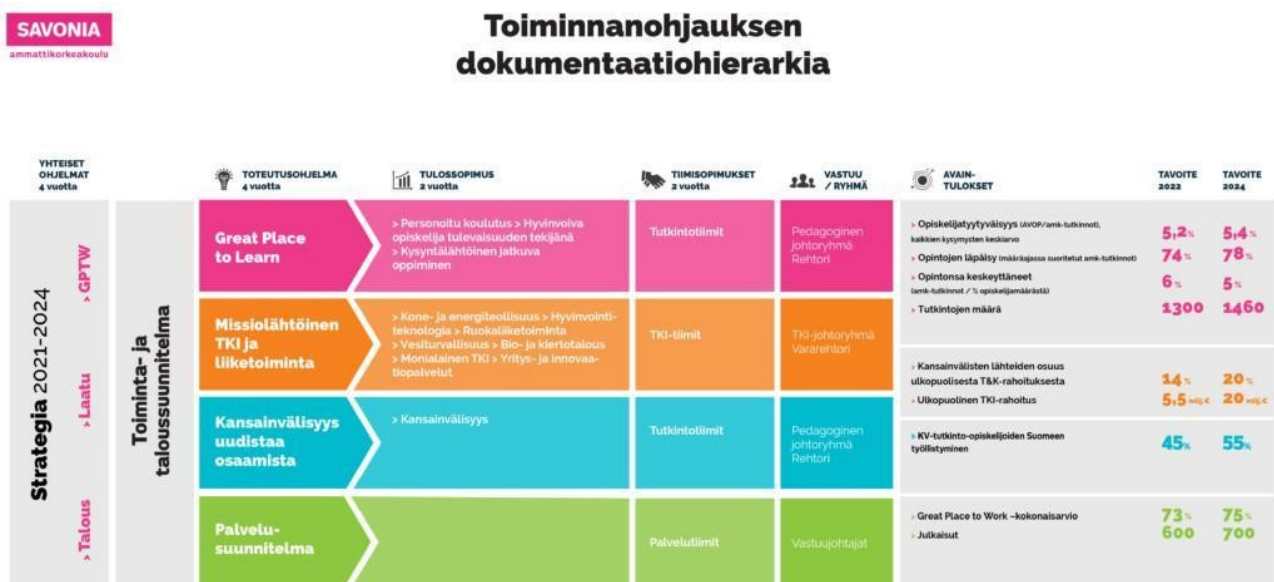 SAVONIA
ammattikorkeakoulu
Toiminnanohjauksen
dokumentaatiohierarkia
YHTEISET
OHJELMAT
4 vuotta
TOTEUTUSOHJELMA
4 vuotta
TULOSSOPIMUS
2 vuotta
TIIMISOPIMUKSET
2 vuotta
VASTUU
/ RYHMÄ
AVAIN-
TULOKSET
TAVOITE
2022
TAVOITE
2024
Strategia 2021-2024
> GPTW
> Laatu
> Talous
Toiminta- ja
taloussuunnitelma
Great Place
to Learn
> Personoitu koulutus > Hyvinvoiva
opiskelija tulevaisuuden tekijänä
> Kysyntälähtöinen jatkuva
oppiminen
Tutkintotiimit
Pedagoginen
johtoryhmä
Rehtori
> Opiskelijatyytyväisyys (AVOP/amk-tutkinnot),
kaikkien kysymysten keskiarvo
5,2% 5,4%
> Opintojen läpäisy (määräajassa suoritetut amk-tutkinnot)
74% 78%
> Opintonsa keskeyttäneet
(amk-tutkinnot / % opiskelijamäärästä)
6% 5%
> Tutkintojen määrä
1300 1460
Missiolähtöinen
TKI ja
liiketoiminta
> Kone- ja energiteollisuus > Hyvinvointi-
teknologia > Ruokaliiketoiminta
> Vesiturvallisuus > Bio- ja kiertotalous
> Monialainen TKI > Yritys- ja innovaa-
tiopalvelut
TKI-tiimit
TKI-johtoryhmä
Vararehtori
> Kansainvälisten lähteiden osuus
ulkopuolisesta T&K-rahoituksesta
14% 20%
> Ulkopuolinen TKI-rahoitus
5,5 milj.€ 20 milj.€
Kansainvälisyys
uudistaa
osaamista
> Kansainvälisyys
Tutkintotiimit
Pedagoginen
johtoryhmä
Rehtori
> KV-tutkinto-opiskelijoiden Suomeen
työllistyminen
45% 55%
Palvelu-
suunnitelma
Palvelutiimit
Vastuujohtajat
> Great Place to Work –kokonaisarvio
73% 75%
> Julkaisut
600 700